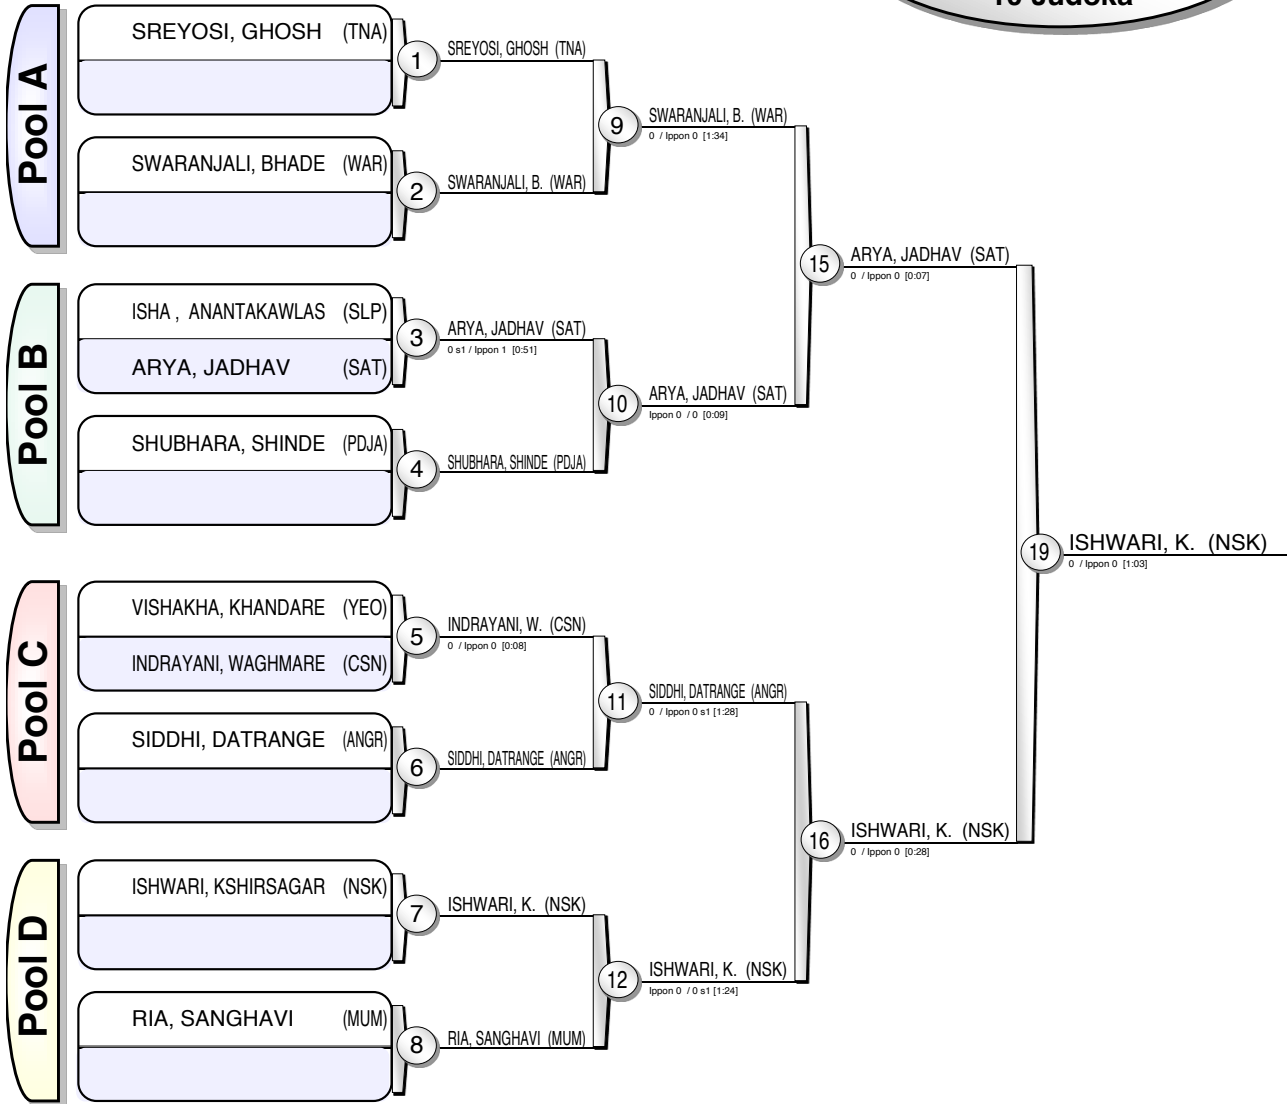 10 Judoka
Pool A
SREYOSI, GHOSH (TNA)
SWARANJALI, BHADE (WAR)
Pool B
ISHA , ANANTAKAWLAS (SLP)
ARYA, JADHAV (SAT)
SHUBHARA, SHINDE (PDJA)
Pool C
VISHAKHA, KHANDARE (YEO)
INDRAYANI, WAGHMARE (CSN)
SIDDHI, DATRANGE (ANGR)
Pool D
ISHWARI, KSHIRSAGAR (NSK)
RIA, SANGHAVI (MUM)
1
SREYOSI, GHOSH (TNA)
2
SWARANJALI, B. (WAR)
3
ARYA, JADHAV (SAT)
0 s1 / Ippon 1 [0:51]
4
SHUBHARA, SHINDE (PDJA)
5
INDRAYANI, W. (CSN)
0 / Ippon 0 [0:08]
6
SIDDHI, DATRANGE (ANGR)
7
ISHWARI, K. (NSK)
8
RIA, SANGHAVI (MUM)
9
SWARANJALI, B. (WAR)
0 / Ippon 0 [1:34]
10
ARYA, JADHAV (SAT)
Ippon 0 / 0 [0:09]
11
SIDDHI, DATRANGE (ANGR)
0 / Ippon 0 s1 [1:28]
12
ISHWARI, K. (NSK)
Ippon 0 / 0 s1 [1:24]
15
ARYA, JADHAV (SAT)
0 / Ippon 0 [0:07]
16
ISHWARI, K. (NSK)
0 / Ippon 0 [0:28]
19
ISHWARI, K. (NSK)
0 / Ippon 0 [1:03]